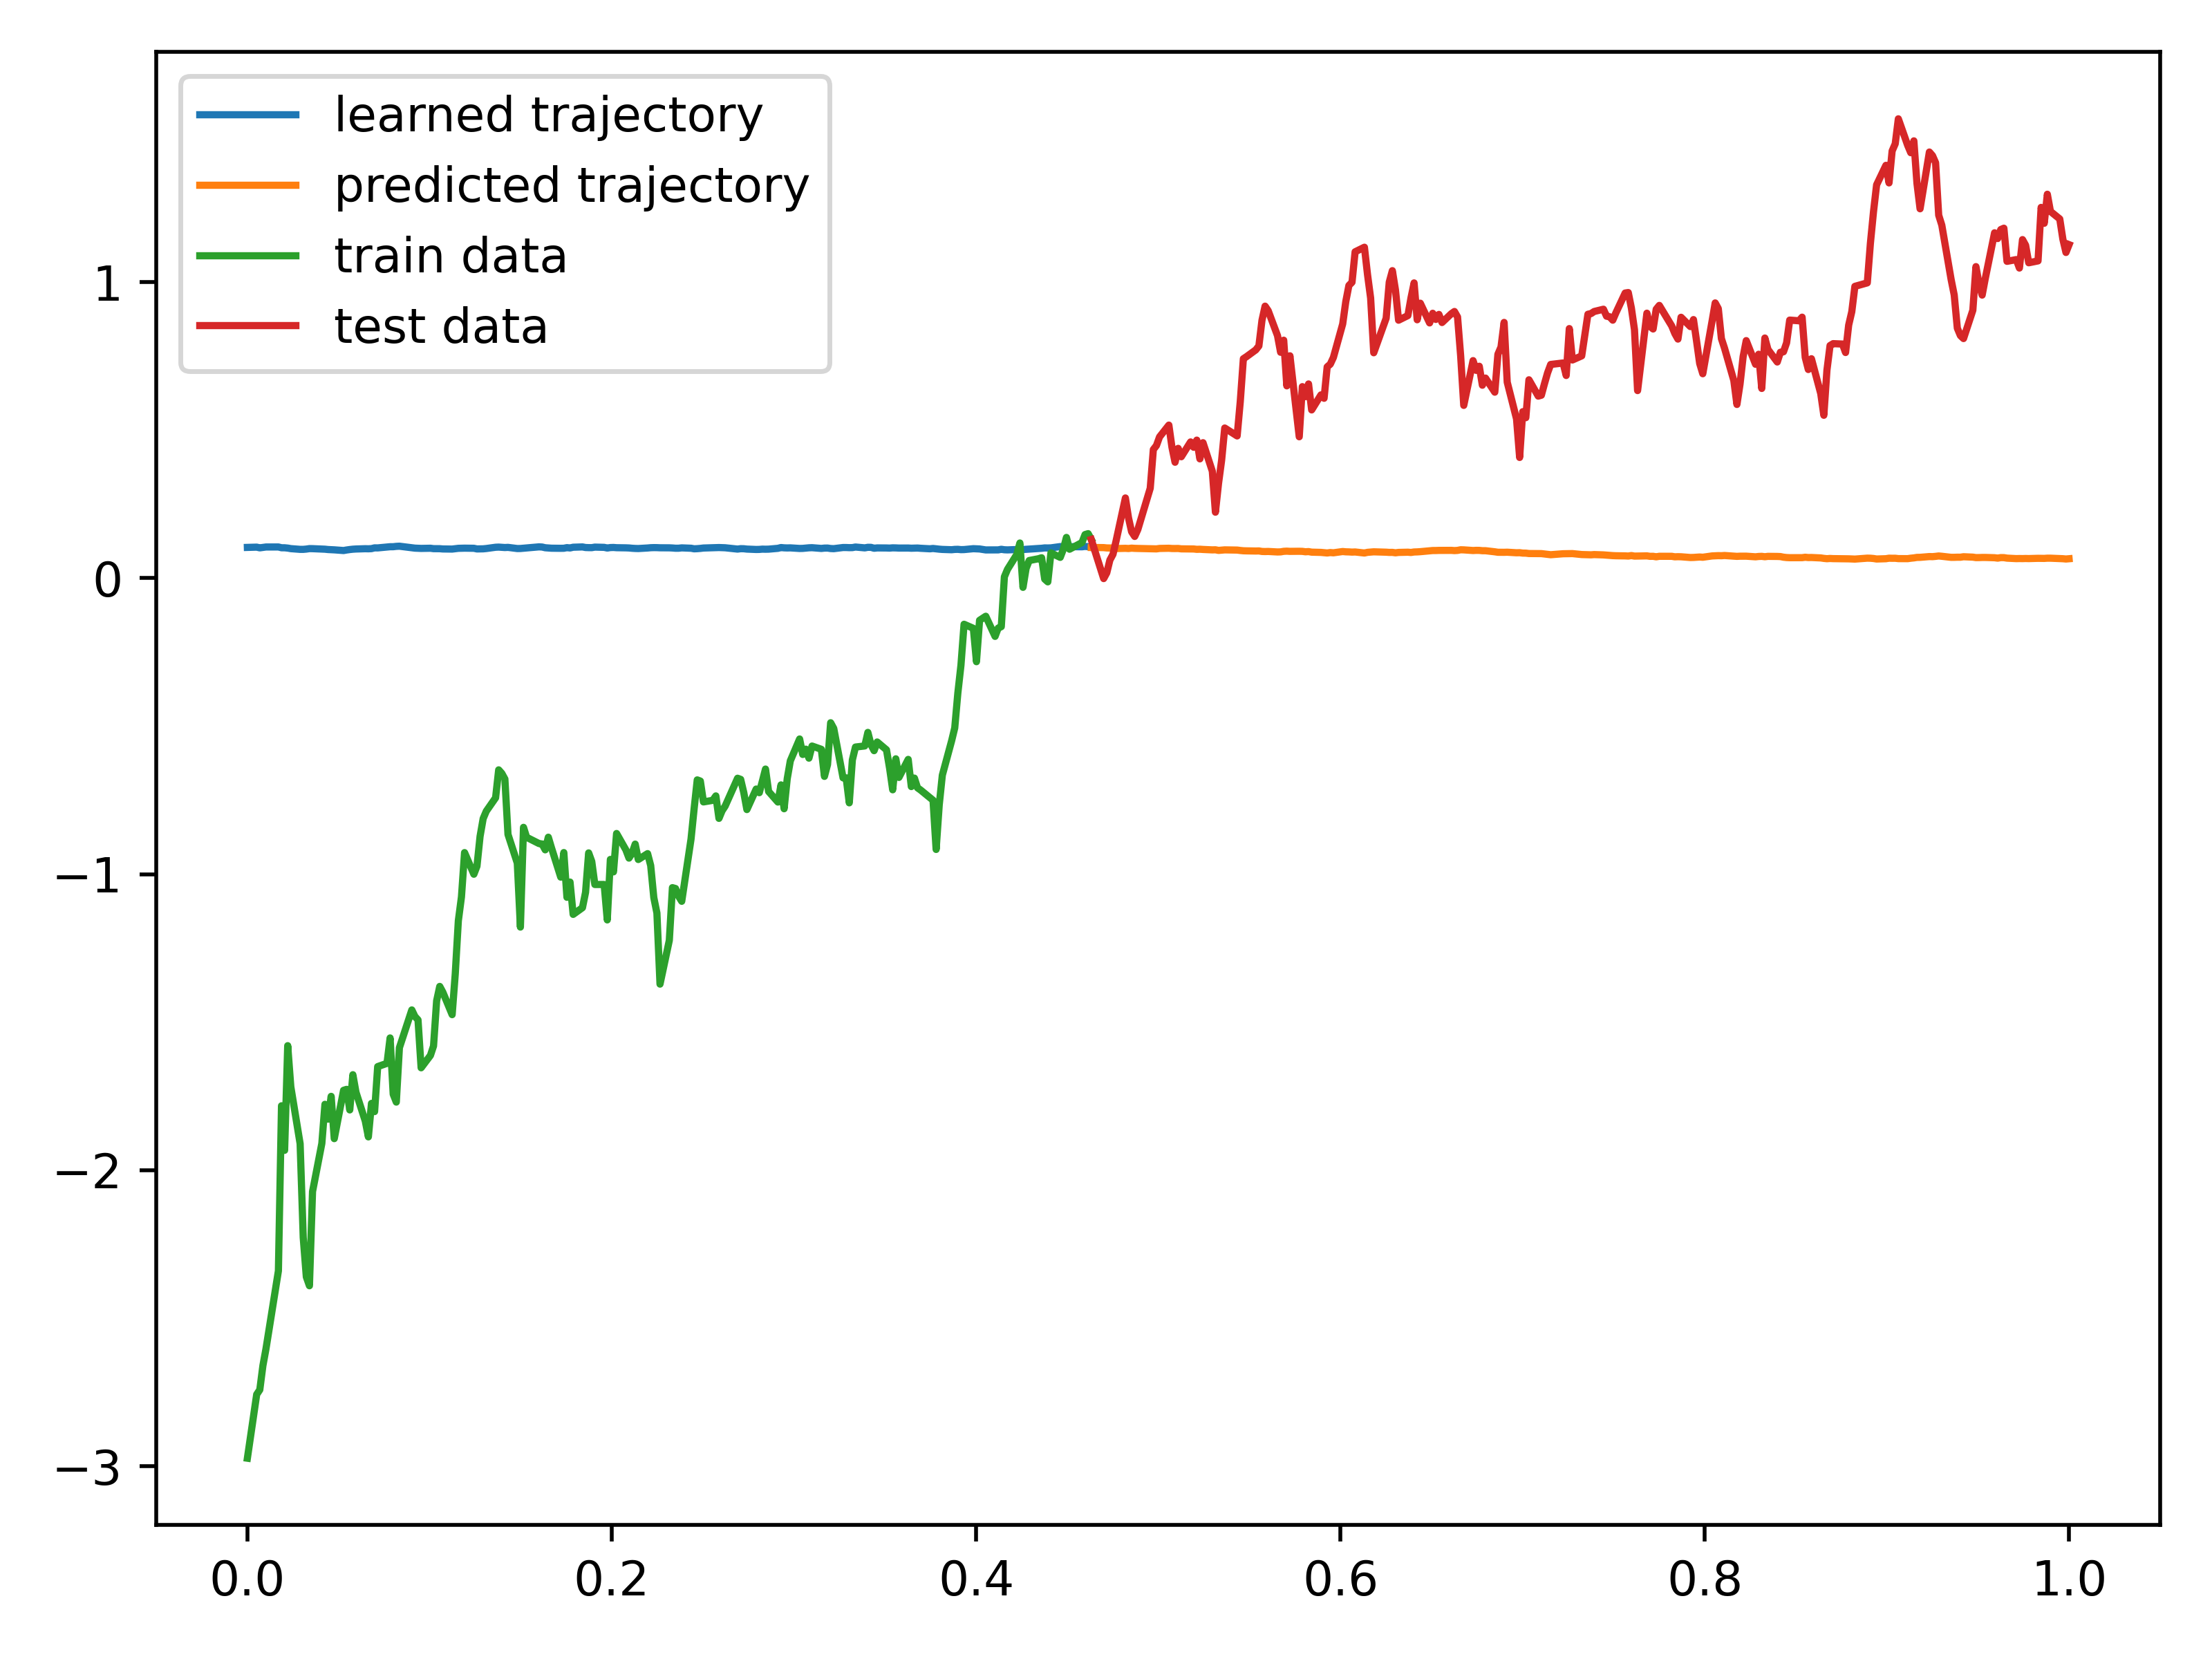 learned trajectory
predicted trajectory
train data
test data
1
0
−1
−2
−3
0.0 0.2 0.4 0.6 0.8 1.0